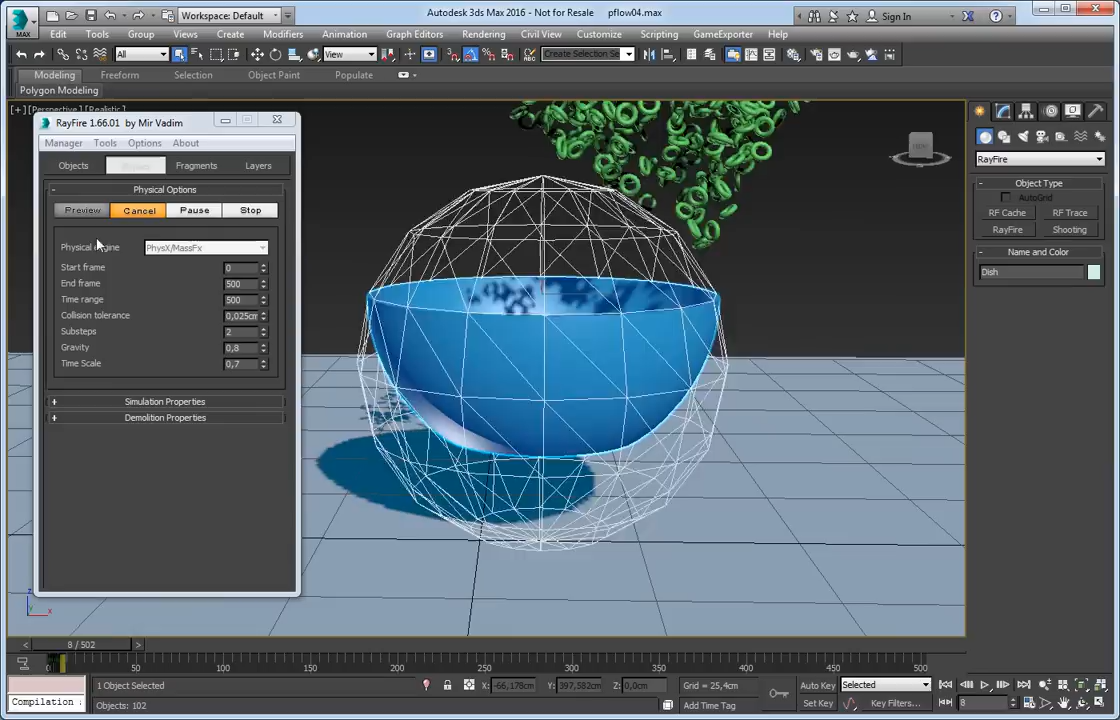 Autodesk 3ds Max 2016 - Not for Resale pflow04.max
MAX
Workspace: Default
Sign In
Edit Tools Group Views Create Modifiers Animation Graph Editors Rendering Civil View Customize Scripting GameExporter Help
All
View
Create Selection Se
Modeling Freeform Selection Object Paint Populate
Polygon Modeling
[+] [Perspective] [Realistic]
RayFire 1.66.01 by Mir Vadim
Manager Tools Options About
Objects
Fragments Layers
- Physical Options
Preview Cancel Pause Stop
Physical engine PhysX/MassFx
Start frame 0
End frame 500
Time range 500
Collision tolerance 0,025cm
Substeps 2
Gravity 0,8
Time Scale 0,7
+ Simulation Properties
+ Demolition Properties
FRONT
RayFire
- Object Type
AutoGrid
RF Cache RF Trace
RayFire Shooting
- Name and Color
Dish
z
y
x
< 8 / 502 >
0 50 100 150 200 250 300 350 400 450 500
1 Object Selected
X: -66,178cm Y: 397,582cm Z: 0,0cm Grid = 25,4cm
Auto Key Selected
Compilation
Objects: 102
Add Time Tag
Set Key Key Filters...
8